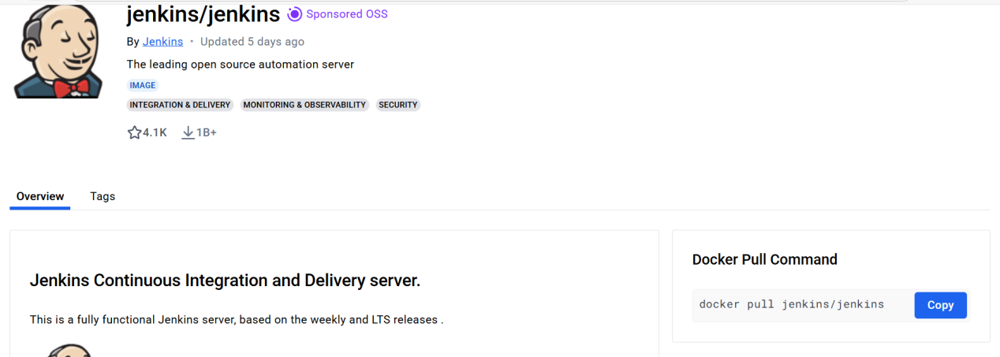 jenkins/jenkins Sponsored OSS
By Jenkins • Updated 5 days ago
The leading open source automation server
IMAGE
INTEGRATION & DELIVERY MONITORING & OBSERVABILITY SECURITY
4.1K 1B+
Overview Tags
Jenkins Continuous Integration and Delivery server.
This is a fully functional Jenkins server, based on the weekly and LTS releases .
Docker Pull Command
docker pull jenkins/jenkins Copy